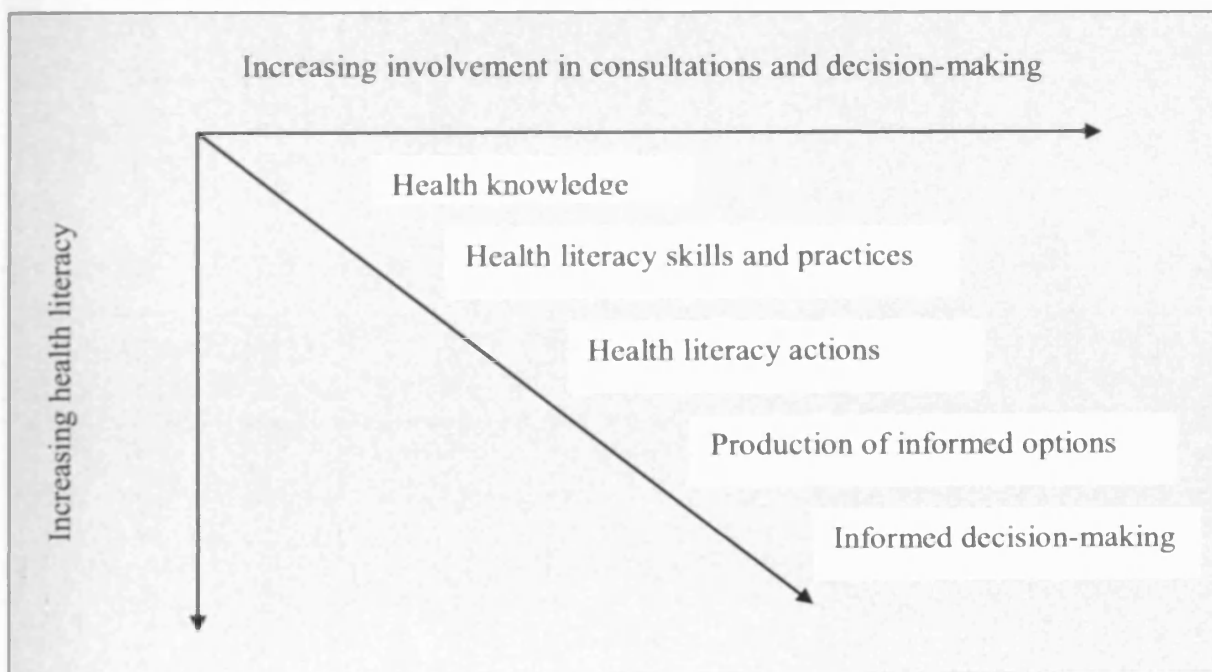 Increasing involvement in consultations and decision-making
Health knowledge
Health literacy skills and practices
Health literacy actions
Production of informed options
Informed decision-making
Increasing health literacy